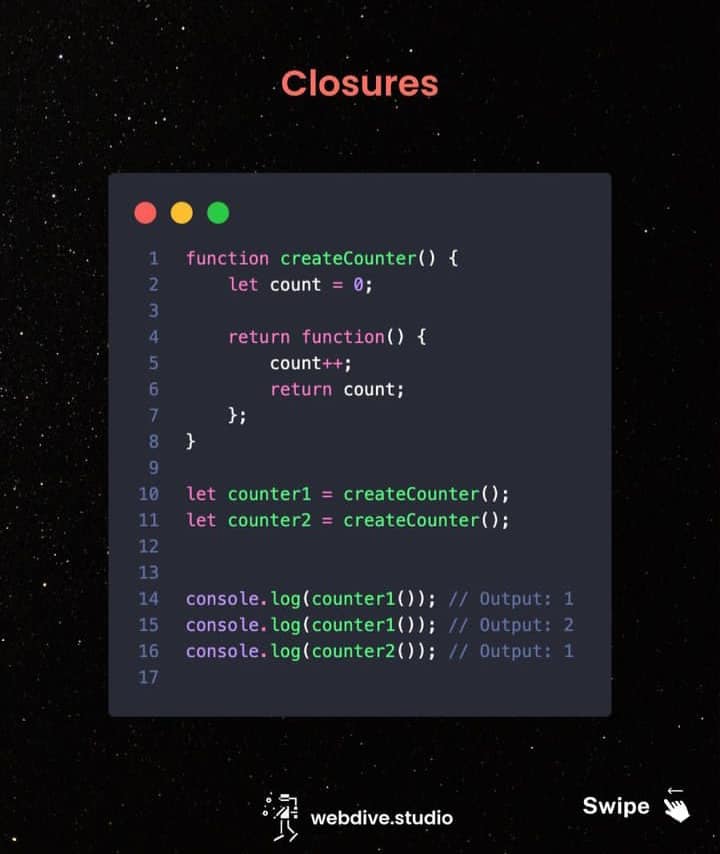 Closures
1 function createCounter() {
2     let count = 0;
3
4     return function() {
5         count++;
6         return count;
7     };
8 }
9
10 let counter1 = createCounter();
11 let counter2 = createCounter();
12
13
14 console.log(counter1()); // Output: 1
15 console.log(counter1()); // Output: 2
16 console.log(counter2()); // Output: 1
17
webdive.studio
Swipe